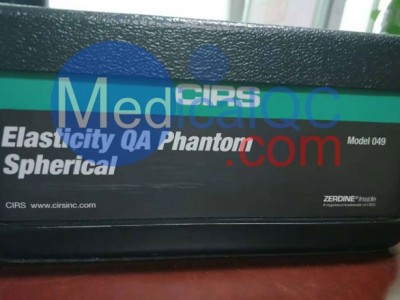 CIRS
MedicalQC
.com
Elasticity QA Phantom
Spherical
Model 049
CIRS www.cirsinc.com
ZERDINE® Inside